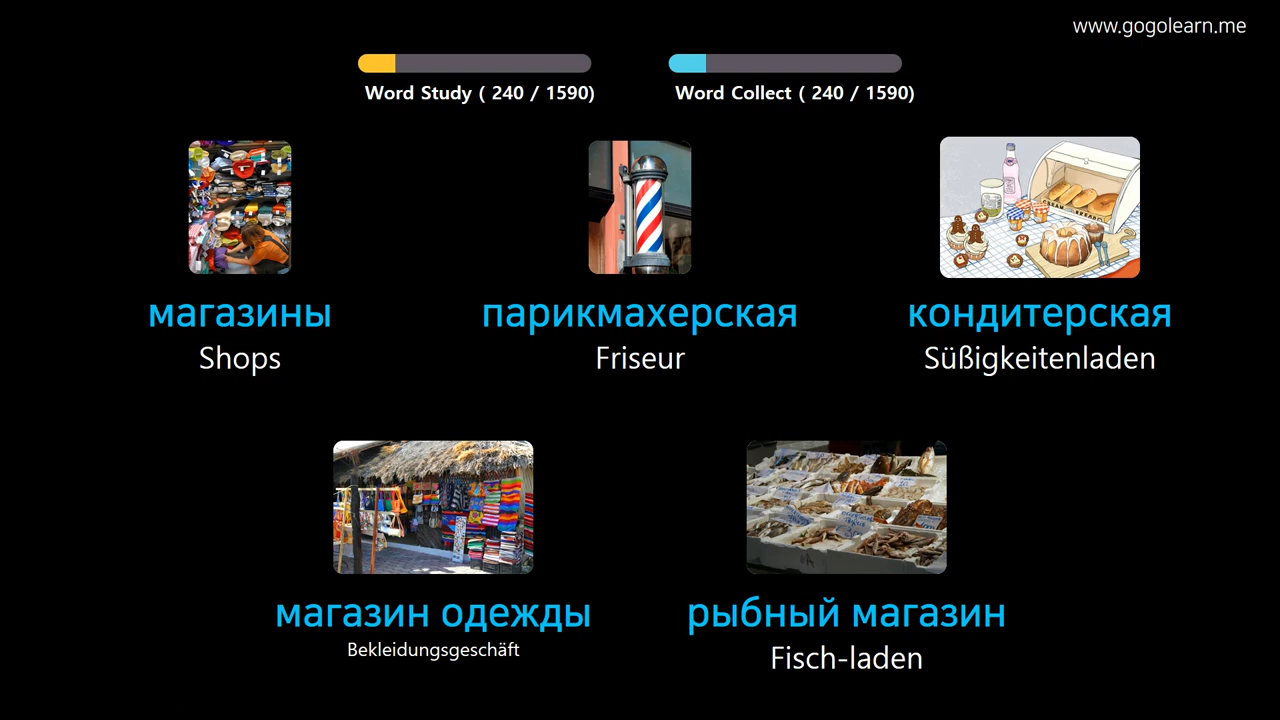 www.gogolearn.me
Word Study ( 240 / 1590)
Word Collect ( 240 / 1590)
магазины
Shops
парикмахерская
Friseur
кондитерская
Süßigkeitenladen
магазин одежды
Bekleidungsgeschäft
рыбный магазин
Fisch-laden